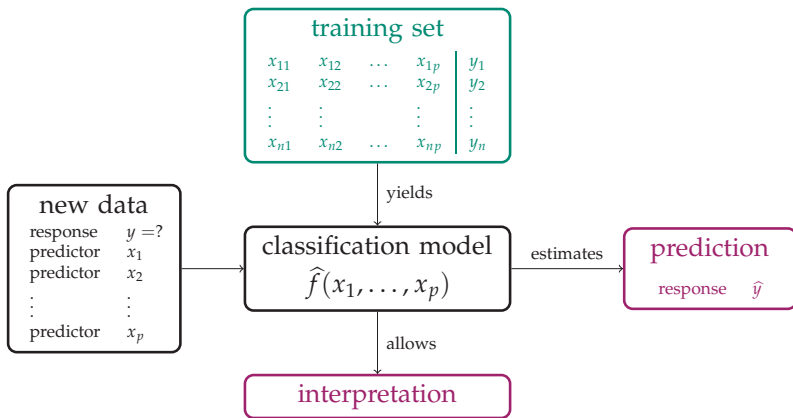 training set
x₁₁ x₁₂ … x₁ₚ y₁
x₂₁ x₂₂ … x₂ₚ y₂
⋮ ⋮ ⋮ ⋮
xₙ₁ xₙ₂ … xₙₚ yₙ
yields
new data
response y =?
predictor x₁
predictor x₂
⋮ ⋮
predictor xₚ
classification model
f̂(x₁, …, xₚ)
estimates
prediction
response ŷ
allows
interpretation